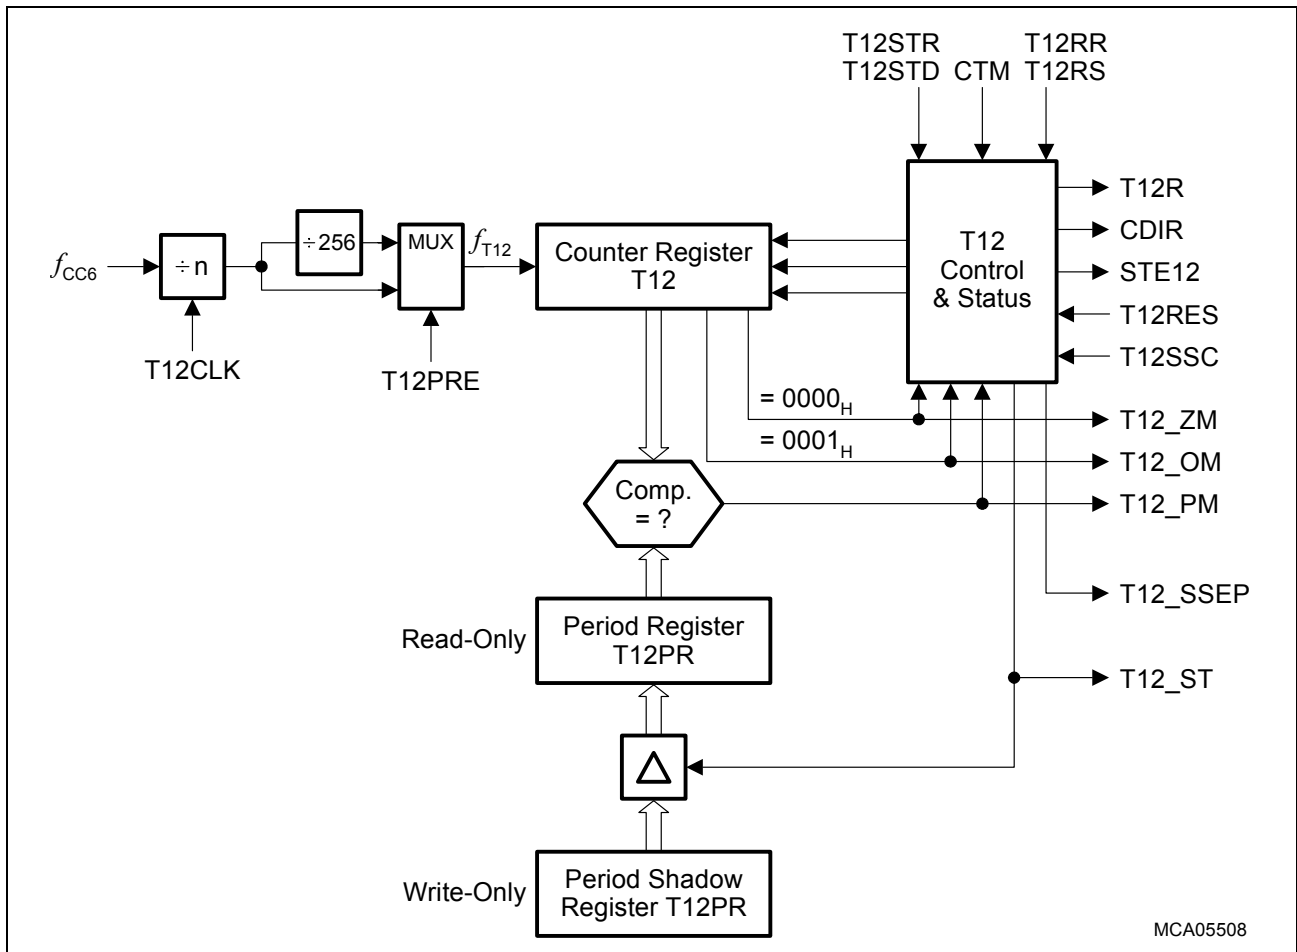 T12STR
T12STD
CTM
T12RR
T12RS
T12R
CDIR
STE12
T12RES
T12SSC
T12
Control
& Status
÷ 256
MUX
fT12
Counter Register
T12
fCC6
÷ n
T12CLK
T12PRE
= 0000H
T12_ZM
= 0001H
T12_OM
Comp.
= ?
T12_PM
T12_SSEP
Read-Only
Period Register
T12PR
T12_ST
Write-Only
Period Shadow
Register T12PR
MCA05508